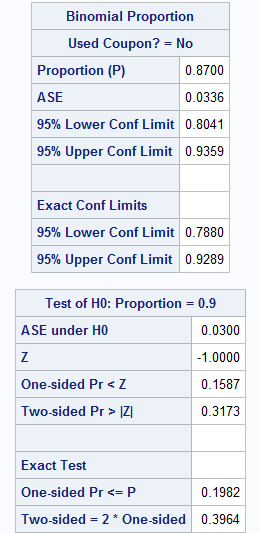 Binomial Proportion
Used Coupon? = No
Proportion (P) 0.8700
ASE 0.0336
95% Lower Conf Limit 0.8041
95% Upper Conf Limit 0.9359
Exact Conf Limits
95% Lower Conf Limit 0.7880
95% Upper Conf Limit 0.9289
Test of H0: Proportion = 0.9
ASE under H0 0.0300
Z -1.0000
One-sided Pr < Z 0.1587
Two-sided Pr > |Z| 0.3173
Exact Test
One-sided Pr <= P 0.1982
Two-sided = 2 * One-sided 0.3964